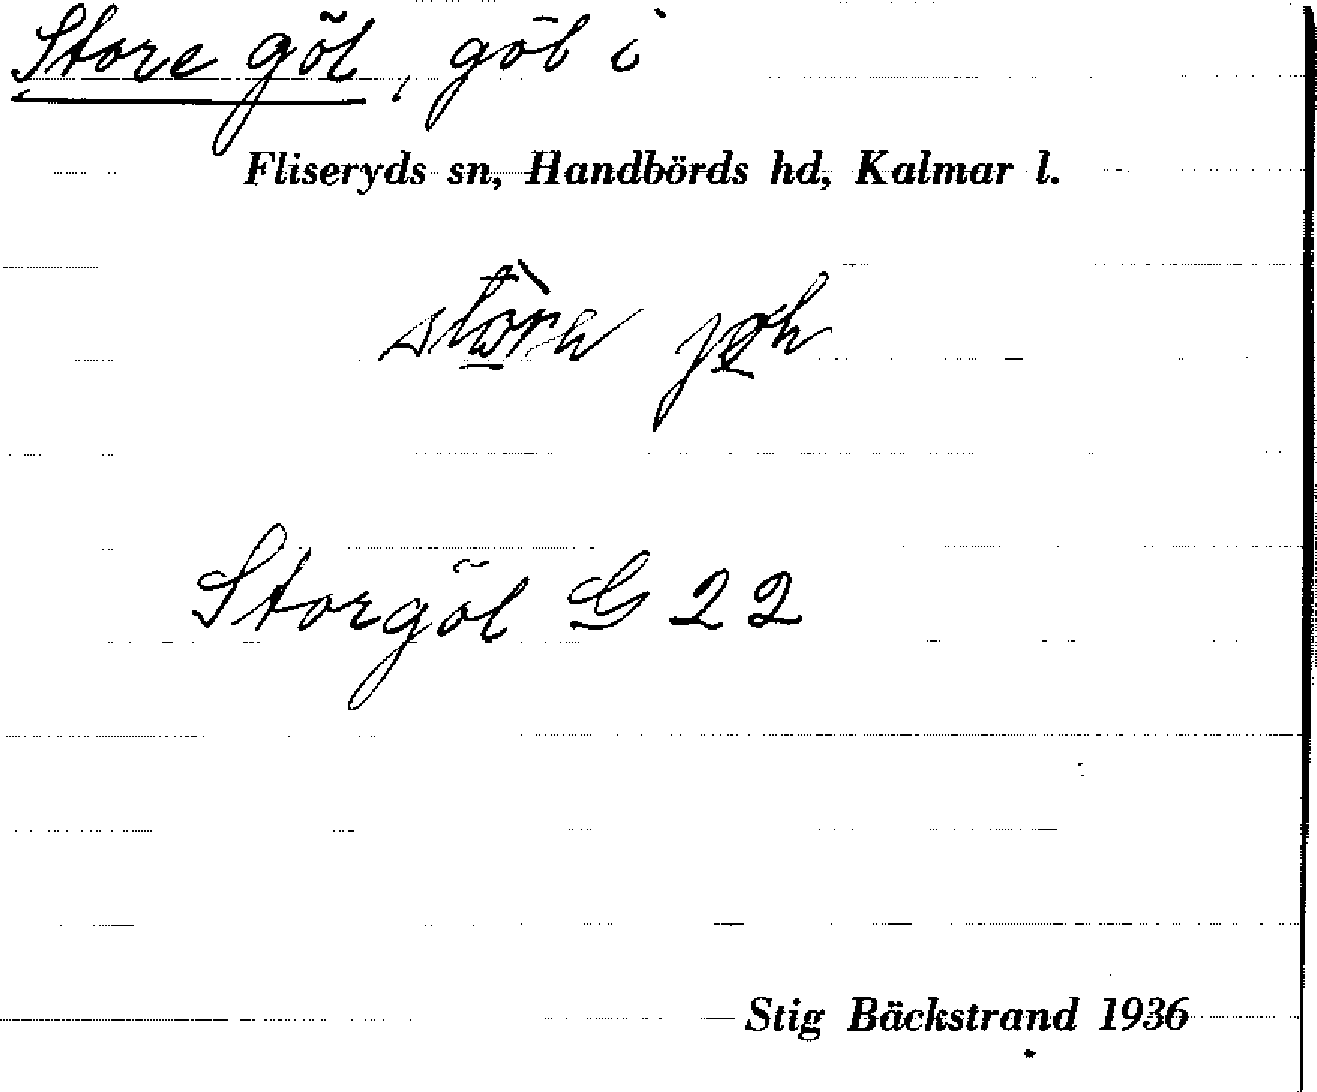 Store göl, göl i
Fliseryds sn, Handbörds hd, Kalmar l.
Storgöl G 22
Stig Bäckstrand 1936